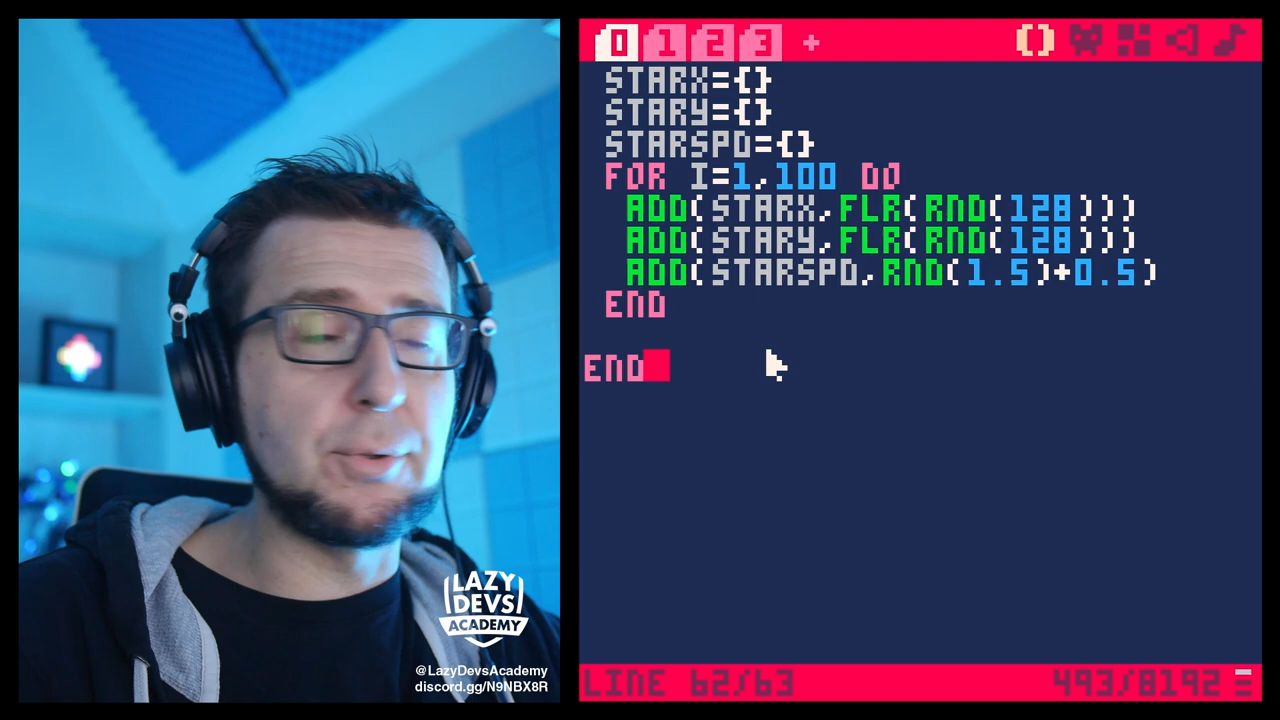 LAZY
DEVS
ACADEMY
@LazyDevsAcademy
discord.gg/N9NBX8R
0 1 2 3 +
STARX={}
STARY={}
STARSPD={}
FOR I=1,100 DO
ADD(STARX,FLR(RND(128)))
ADD(STARY,FLR(RND(128)))
ADD(STARSPD,RND(1.5)+0.5)
END
END
LINE 62/63
493/8192